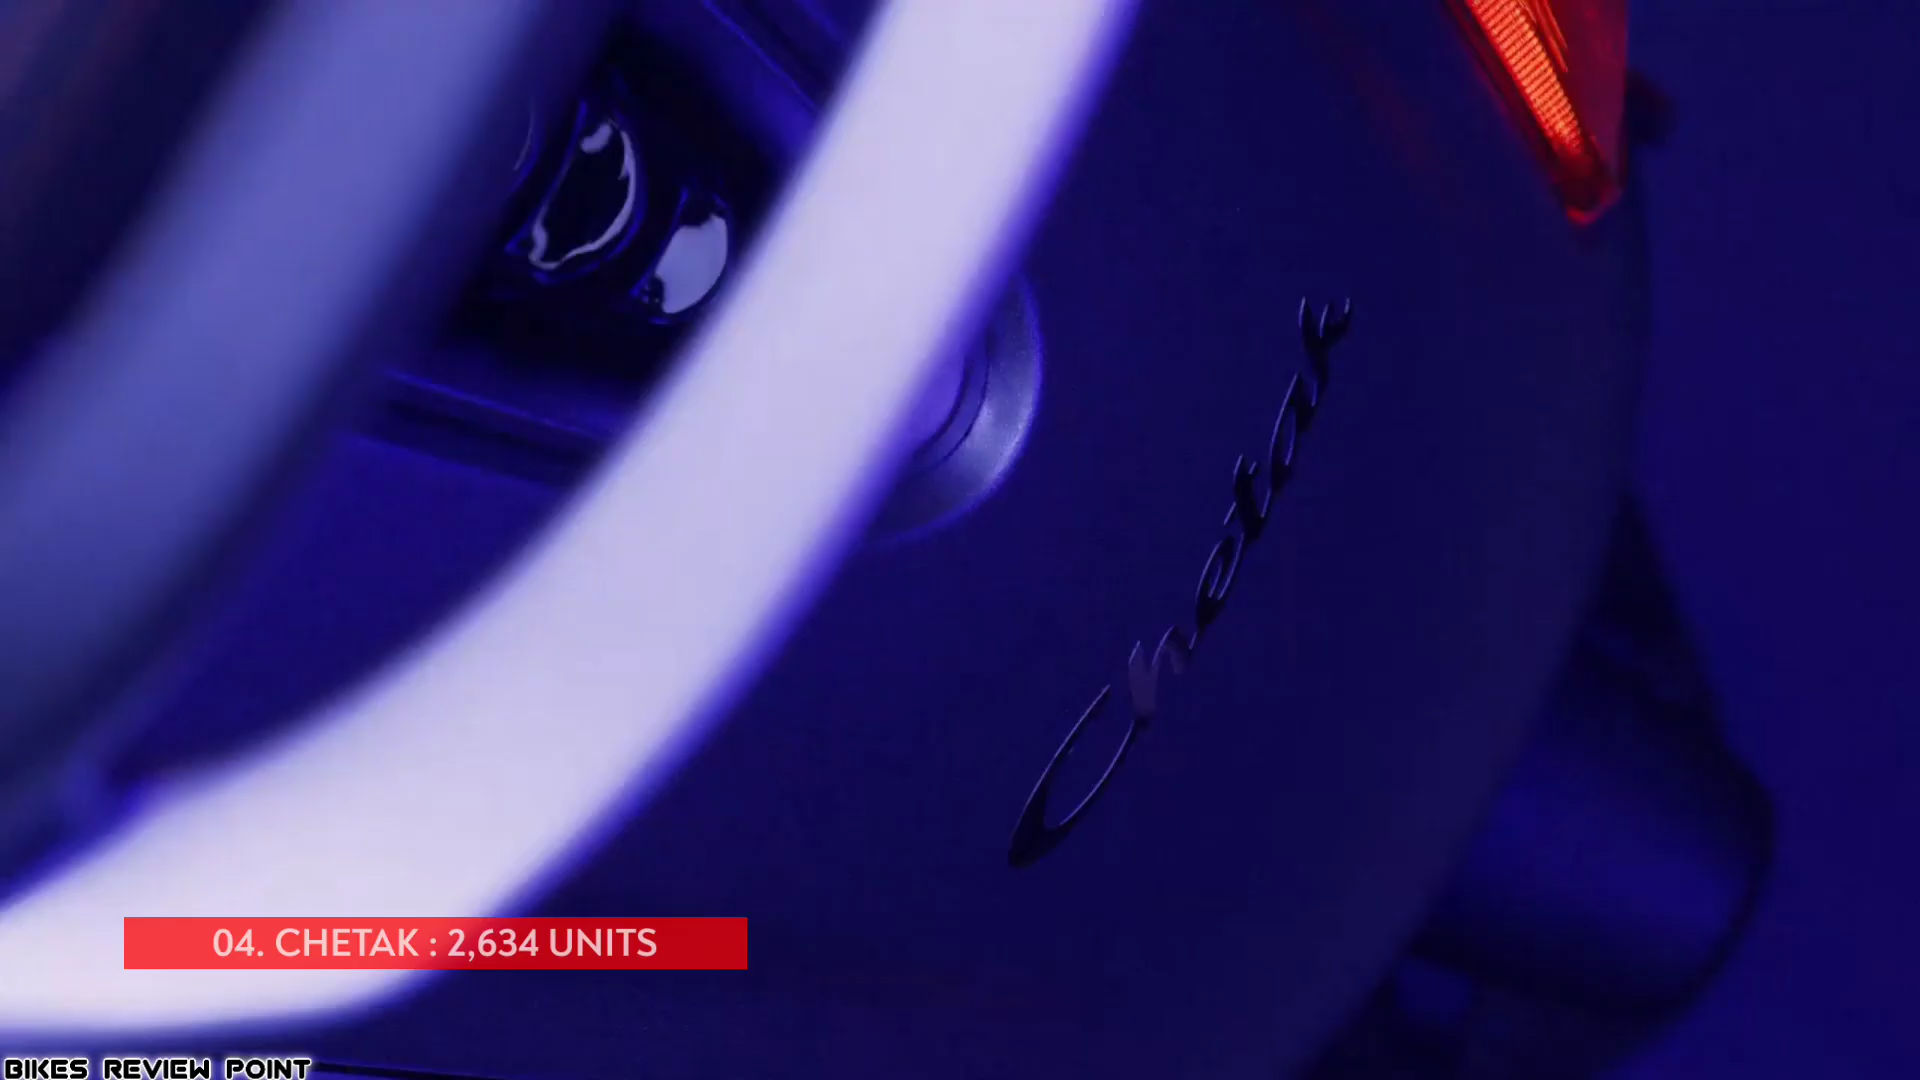 Chetak
04. CHETAK : 2,634 UNITS
BIKES REVIEW POINT